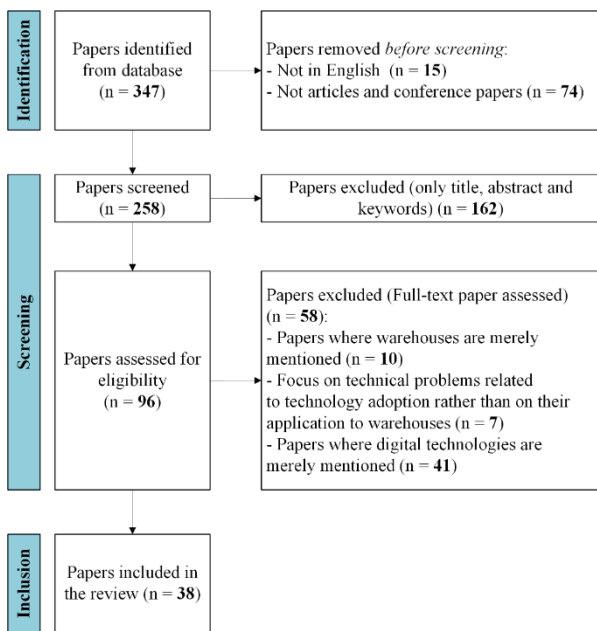 Identification
Papers identified
from database
(n = 347)
Papers removed before screening:
- Not in English (n = 15)
- Not articles and conference papers (n = 74)
Screening
Papers screened
(n = 258)
Papers excluded (only title, abstract and
keywords) (n = 162)
Papers assessed for
eligibility
(n = 96)
Papers excluded (Full-text paper assessed)
(n = 58):
- Papers where warehouses are merely
mentioned (n = 10)
- Focus on technical problems related
to technology adoption rather than on their
application to warehouses (n = 7)
- Papers where digital technologies are
merely mentioned (n = 41)
Inclusion
Papers included in
the review (n = 38)